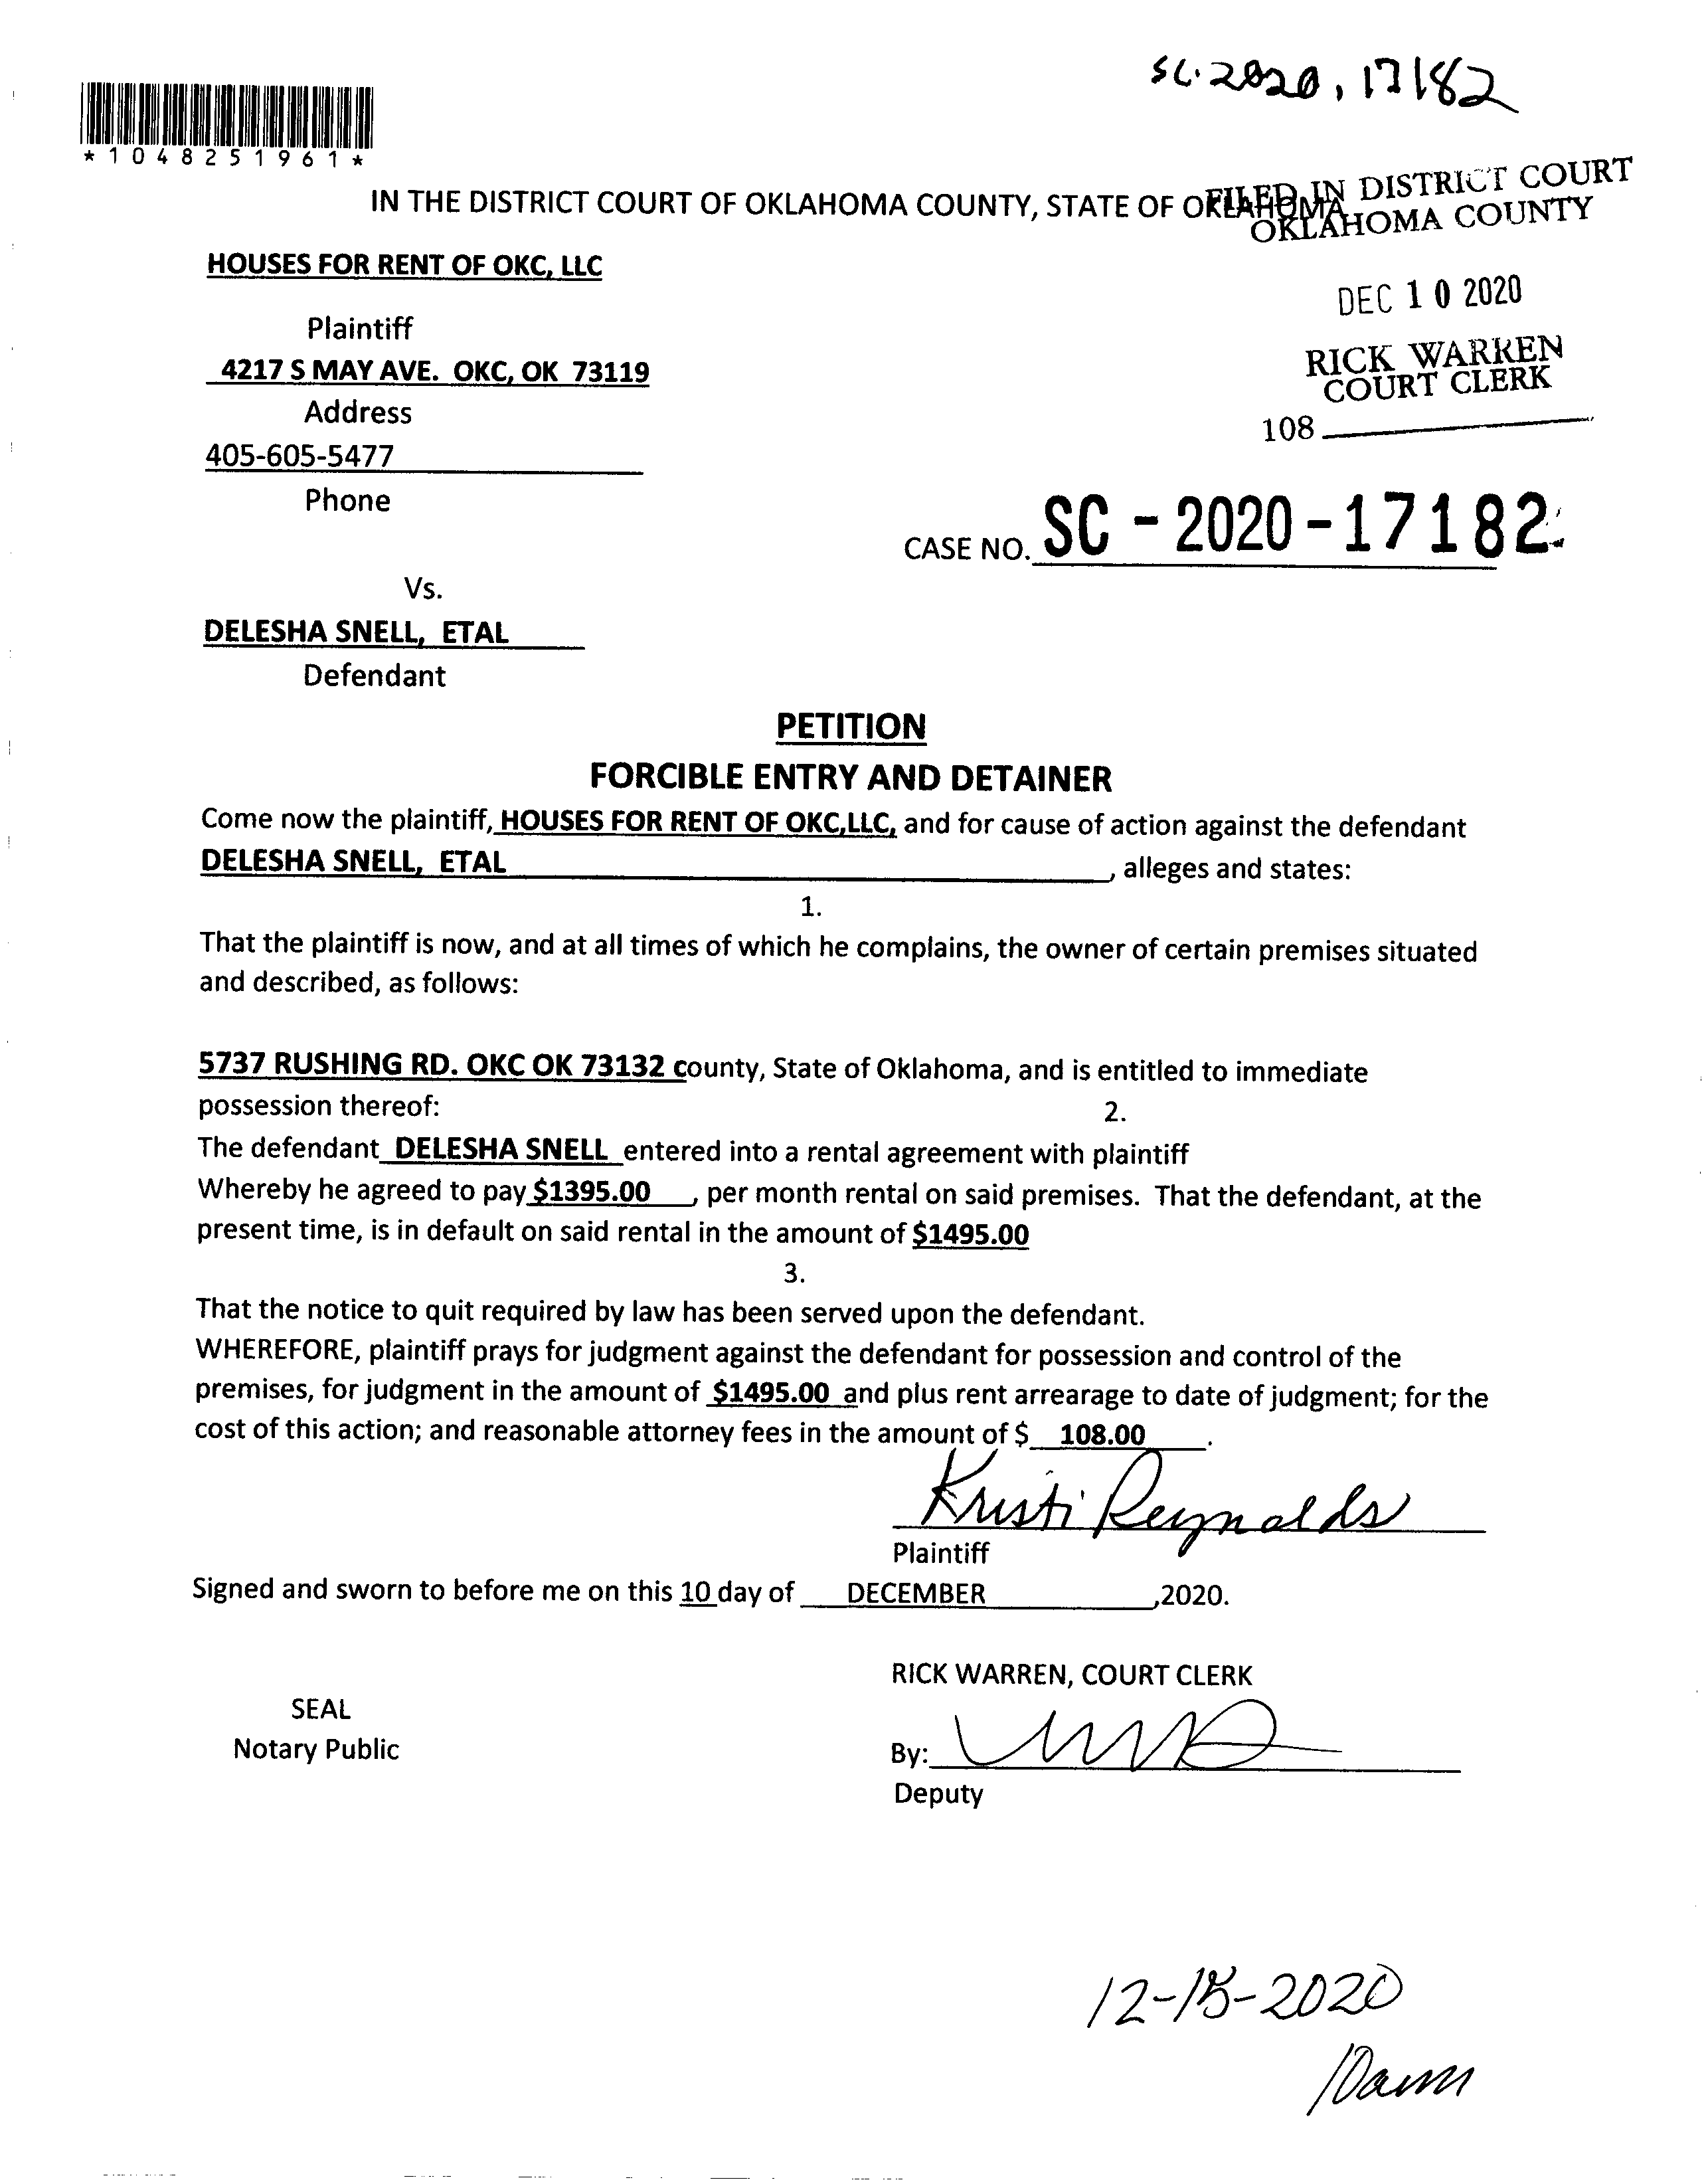 SC.2020,17182
*1048251961*
IN THE DISTRICT COURT OF OKLAHOMA COUNTY, STATE OF OKLAHOMA
FILED IN DISTRICT COURT
OKLAHOMA COUNTY
HOUSES FOR RENT OF OKC, LLC
DEC 10 2020
Plaintiff
RICK WARREN
COURT CLERK
4217 S MAY AVE. OKC, OK 73119
Address
108
405-605-5477
Phone
CASE NO. SC - 2020 - 17182
Vs.
DELESHA SNELL, ETAL
Defendant
PETITION
FORCIBLE ENTRY AND DETAINER
Come now the plaintiff, HOUSES FOR RENT OF OKC,LLC, and for cause of action against the defendant
DELESHA SNELL, ETAL, alleges and states:
1.
That the plaintiff is now, and at all times of which he complains, the owner of certain premises situated
and described, as follows:
5737 RUSHING RD. OKC OK 73132 county, State of Oklahoma, and is entitled to immediate
possession thereof:
2.
The defendant DELESHA SNELL entered into a rental agreement with plaintiff
Whereby he agreed to pay $1395.00, per month rental on said premises. That the defendant, at the
present time, is in default on said rental in the amount of $1495.00
3.
That the notice to quit required by law has been served upon the defendant.
WHEREFORE, plaintiff prays for judgment against the defendant for possession and control of the
premises, for judgment in the amount of $1495.00 and plus rent arrearage to date of judgment; for the
cost of this action; and reasonable attorney fees in the amount of $ 108.00.
Kristi Reynolds
Plaintiff
Signed and sworn to before me on this 10 day of DECEMBER,2020.
RICK WARREN, COURT CLERK
SEAL
Notary Public
By:
Deputy
12-15-2020